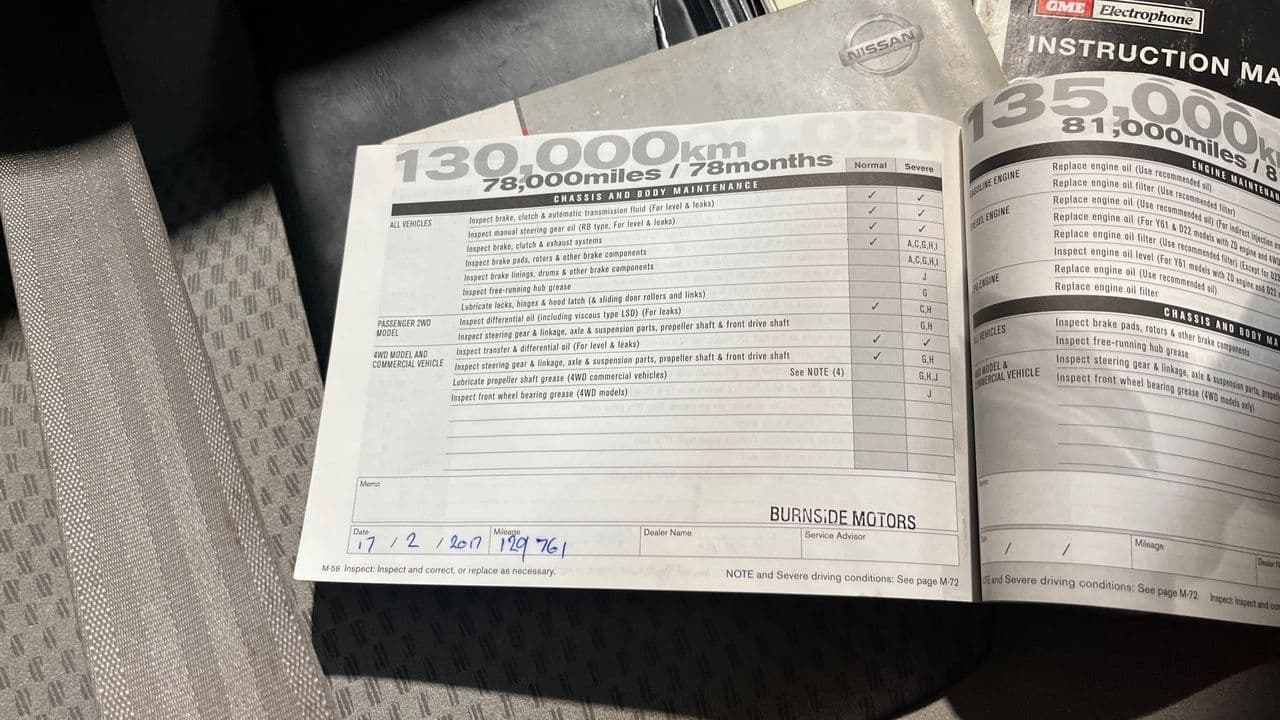 GME Electrophone
INSTRUCTION MA
NISSAN
130,000km
78,000miles / 78months
Normal Severe
CHASSIS AND BODY MAINTENANCE
ALL VEHICLES
Inspect brake, clutch & automatic transmission fluid (For level & leaks) ✓ ✓
Inspect manual steering gear oil (RB type, For level & leaks) ✓ ✓
Inspect brake, clutch & exhaust systems ✓ ✓
Inspect brake pads, rotors & other brake components ✓ A,C,G,H,I
Inspect brake linings, drums & other brake components A,C,G,H,I
Inspect free-running hub grease J
Lubricate locks, hinges & hood latch (& sliding door rollers and links) G
PASSENGER 2WD MODEL
Inspect differential oil (including viscous type LSD) (For leaks) ✓ C,H
Inspect steering gear & linkage, axle & suspension parts, propeller shaft & front drive shaft G,H
4WD MODEL AND COMMERCIAL VEHICLE
Inspect transfer & differential oil (For level & leaks) ✓ ✓
Inspect steering gear & linkage, axle & suspension parts, propeller shaft & front drive shaft ✓ G,H
Lubricate propeller shaft grease (4WD commercial vehicles) See NOTE (4) G,H,J
Inspect front wheel bearing grease (4WD models) J
Memo
BURNSIDE MOTORS
Date Mileage Dealer Name Service Advisor
17 / 2 / 2017 129 761
M-58 Inspect: Inspect and correct, or replace as necessary. NOTE and Severe driving conditions: See page M-72
135,000k
81,000miles / 8
ENGINE MAINTENAN
GASOLINE ENGINE
Replace engine oil (Use recommended oil)
Replace engine oil filter (Use recommended filter)
DIESEL ENGINE
Replace engine oil (Use recommended oil) (For indirect injection
Replace engine oil (For Y61 & D22 models with ZD engine and 4WD
Replace engine oil filter (Use recommended filter) (Except for D22
Inspect engine oil level (For Y61 models with ZD engine and D22
ENGINE
Replace engine oil (Use recommended oil)
Replace engine oil filter
CHASSIS AND BODY MA
VEHICLES
Inspect brake pads, rotors & other brake components
Inspect free-running hub grease
MODEL & COMMERCIAL VEHICLE
Inspect steering gear & linkage, axle & suspension parts, propelle
Inspect front wheel bearing grease (4WD models only)
/ / Mileage Dealer N
and Severe driving conditions: See page M-72 Inspect: Inspect and cor